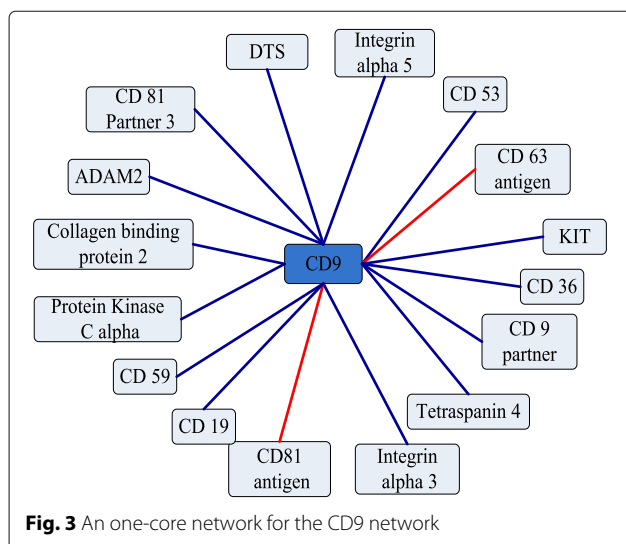 DTS
Integrin
alpha 5
CD 53
CD 81
Partner 3
CD 63
antigen
ADAM2
KIT
Collagen binding
protein 2
CD9
CD 36
Protein Kinase
C alpha
CD 9
partner
CD 59
Tetraspanin 4
CD 19
CD81
antigen
Integrin
alpha 3
Fig. 3 An one-core network for the CD9 network